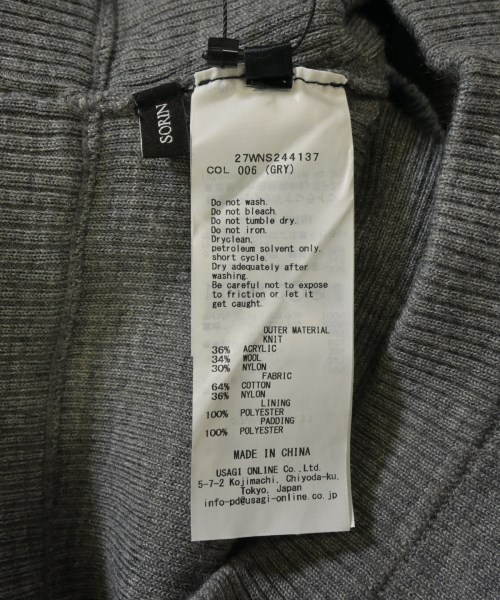 SORIN
27WNS244137
COL 006 (GRY)
Do not wash.
Do not bleach.
Do not tumble dry.
Do not iron.
Dryclean,
petroleum solvent only,
short cycle.
Dry adequately after
washing.
Be careful not to expose
to friction or let it
get caught.
OUTER MATERIAL
KNIT
36% ACRYLIC
34% WOOL
30% NYLON
FABRIC
64% COTTON
36% NYLON
LINING
100% POLYESTER
PADDING
100% POLYESTER
MADE IN CHINA
USAGI ONLINE Co.,Ltd.
5-7-2 Kojimachi, Chiyoda-ku,
Tokyo, Japan
info-pd@usagi-online.co.jp